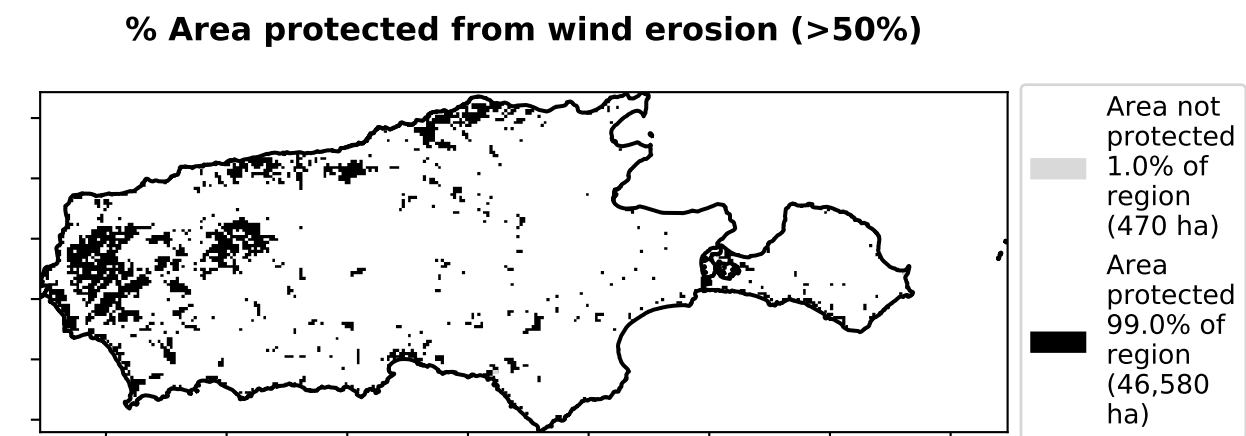 % Area protected from wind erosion (>50%)
Area not
protected
1.0% of
region
(470 ha)
Area
protected
99.0% of
region
(46,580
ha)